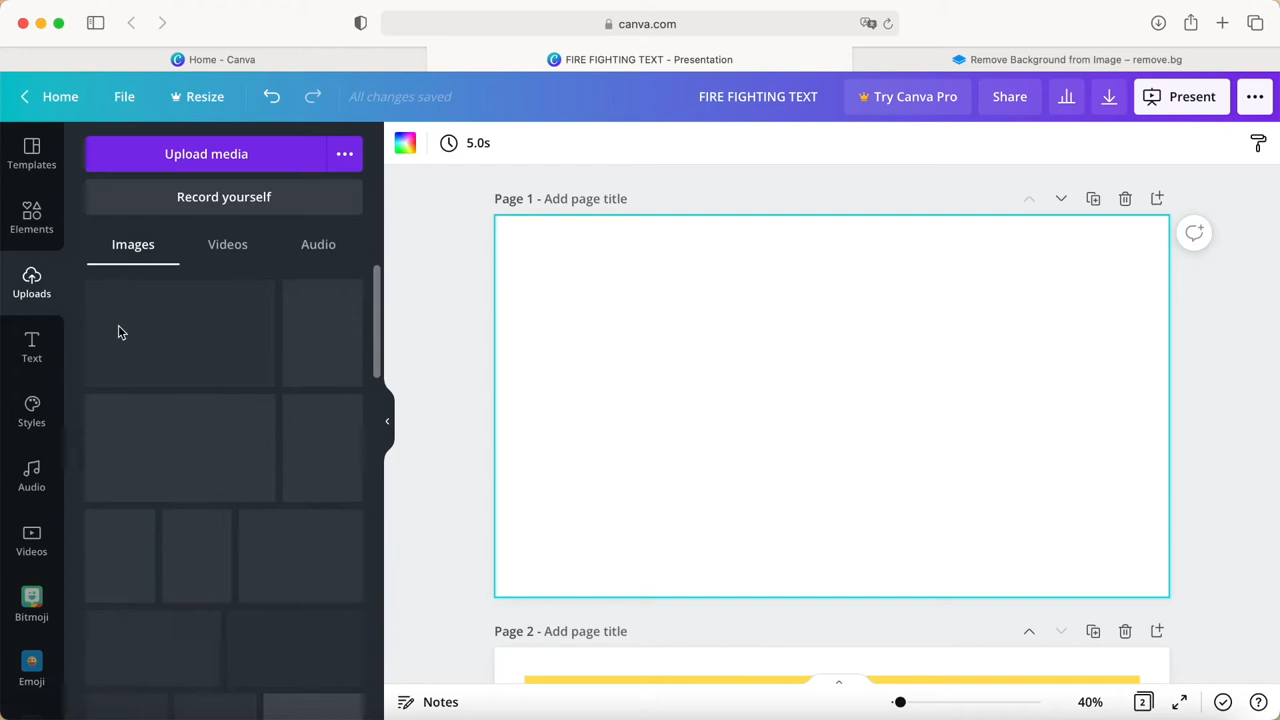 canva.com
Home - Canva
FIRE FIGHTING TEXT - Presentation
Remove Background from Image – remove.bg
Home
File
Resize
All changes saved
FIRE FIGHTING TEXT
Try Canva Pro
Share
Present
Templates
Elements
Uploads
Text
Styles
Audio
Videos
Bitmoji
Emoji
Upload media
Record yourself
Images
Videos
Audio
5.0s
Page 1 - Add page title
Page 2 - Add page title
Notes
40%
2